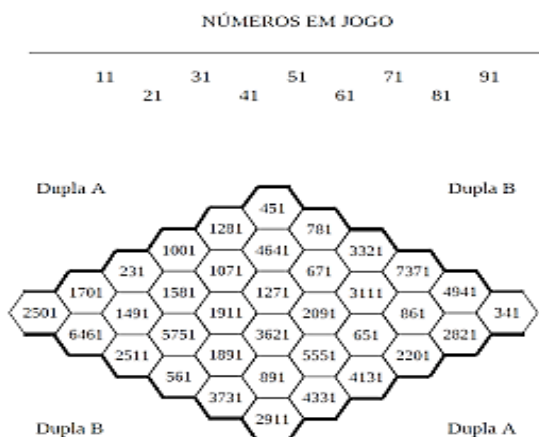 NÚMEROS EM JOGO
11 31 51 71 91
21 41 61 81
Dupla A Dupla B
451
1281 781
1001 4641 3321
231 1071 671 7371
1701 1581 1271 3111 4941
2501 1491 1911 2091 861 341
6461 5751 3621 651 2821
2511 1891 5551 2201
561 891 4131
3731 4331
2911
Dupla B Dupla A